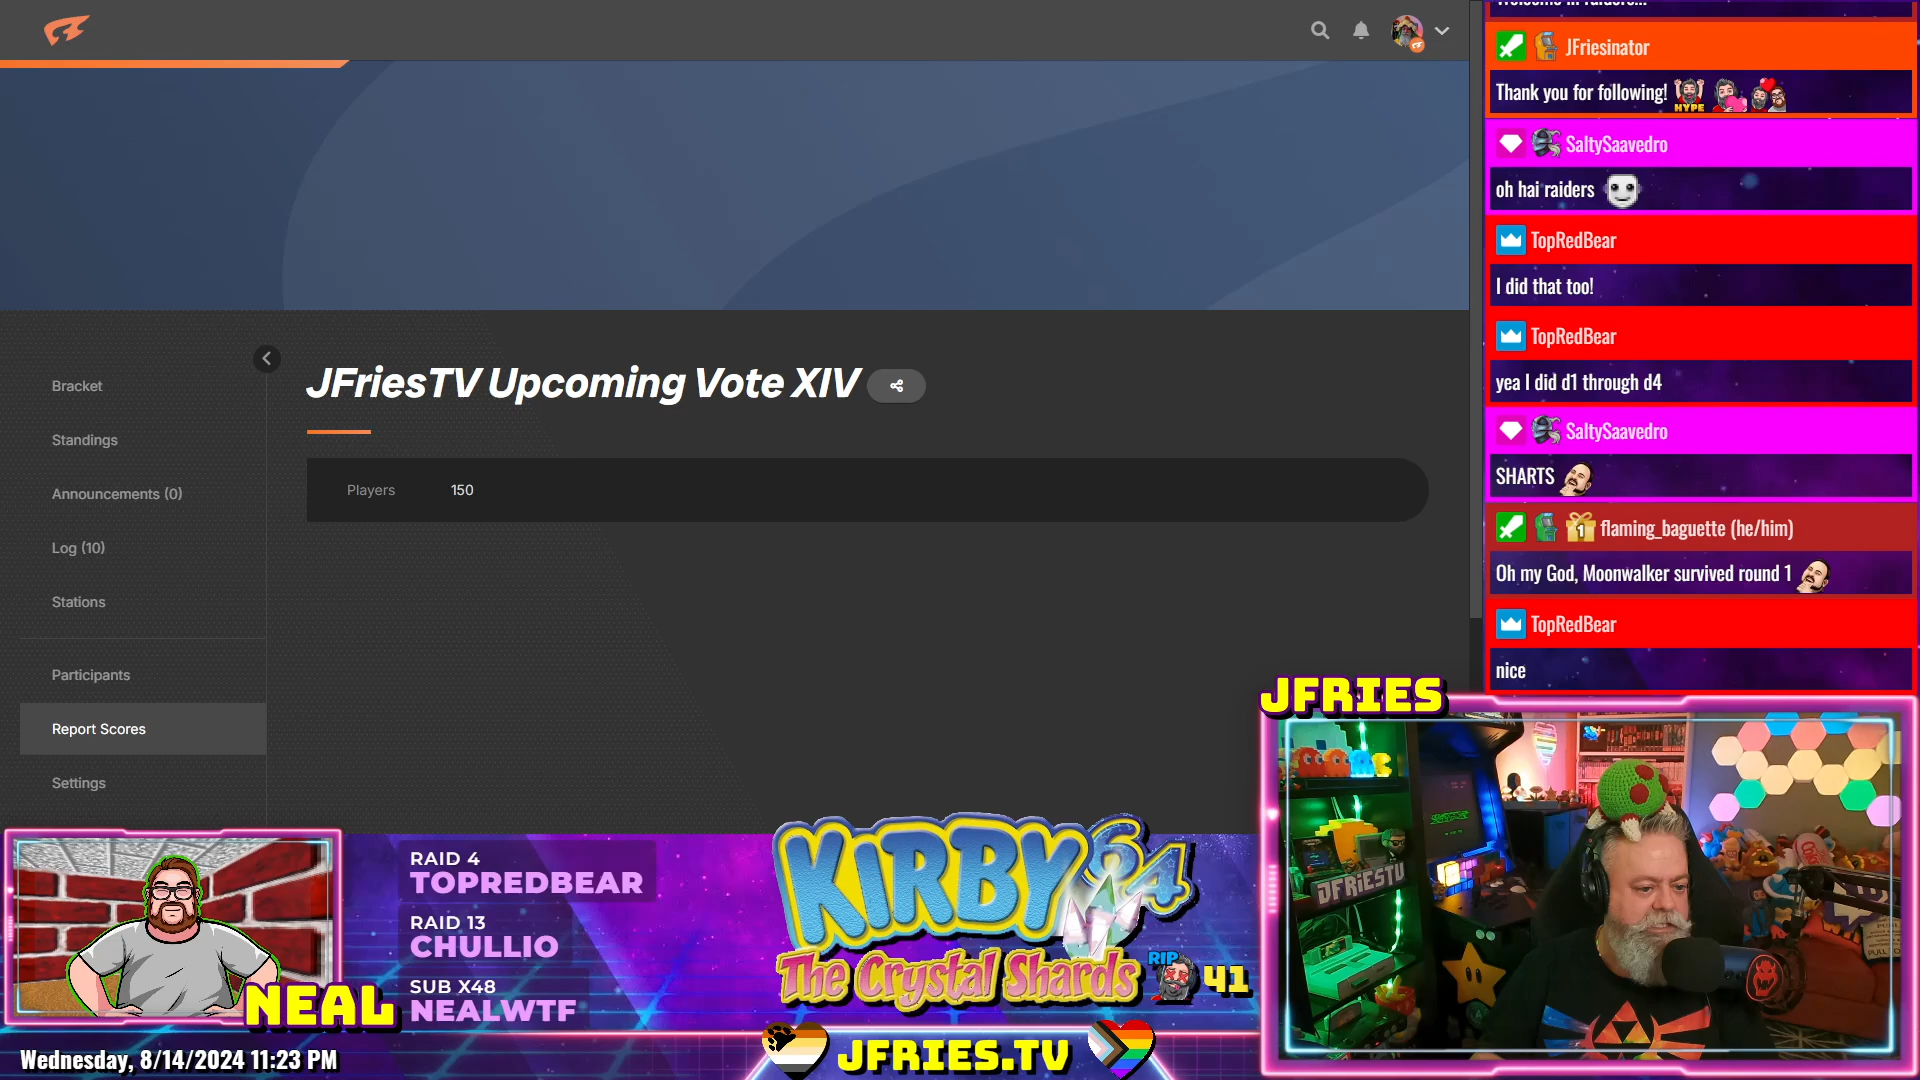 JFriesTV Upcoming Vote XIV
Players 150
Bracket
Standings
Announcements (0)
Log (10)
Stations
Participants
Report Scores
Settings
JFriesinator
Thank you for following!
HYPE
SaltySaavedro
oh hai raiders
TopRedBear
I did that too!
TopRedBear
yea I did d1 through d4
SaltySaavedro
SHARTS
1 flaming_baguette (he/him)
Oh my God, Moonwalker survived round 1
TopRedBear
nice
JFRIES
JFRIESTV
NEAL
RAID 4
TOPREDBEAR
RAID 13
CHULLIO
SUB X48
NEALWTF
KIRBY 64
The Crystal Shards
RIP
41
JFRIES.TV
Wednesday, 8/14/2024 11:23 PM